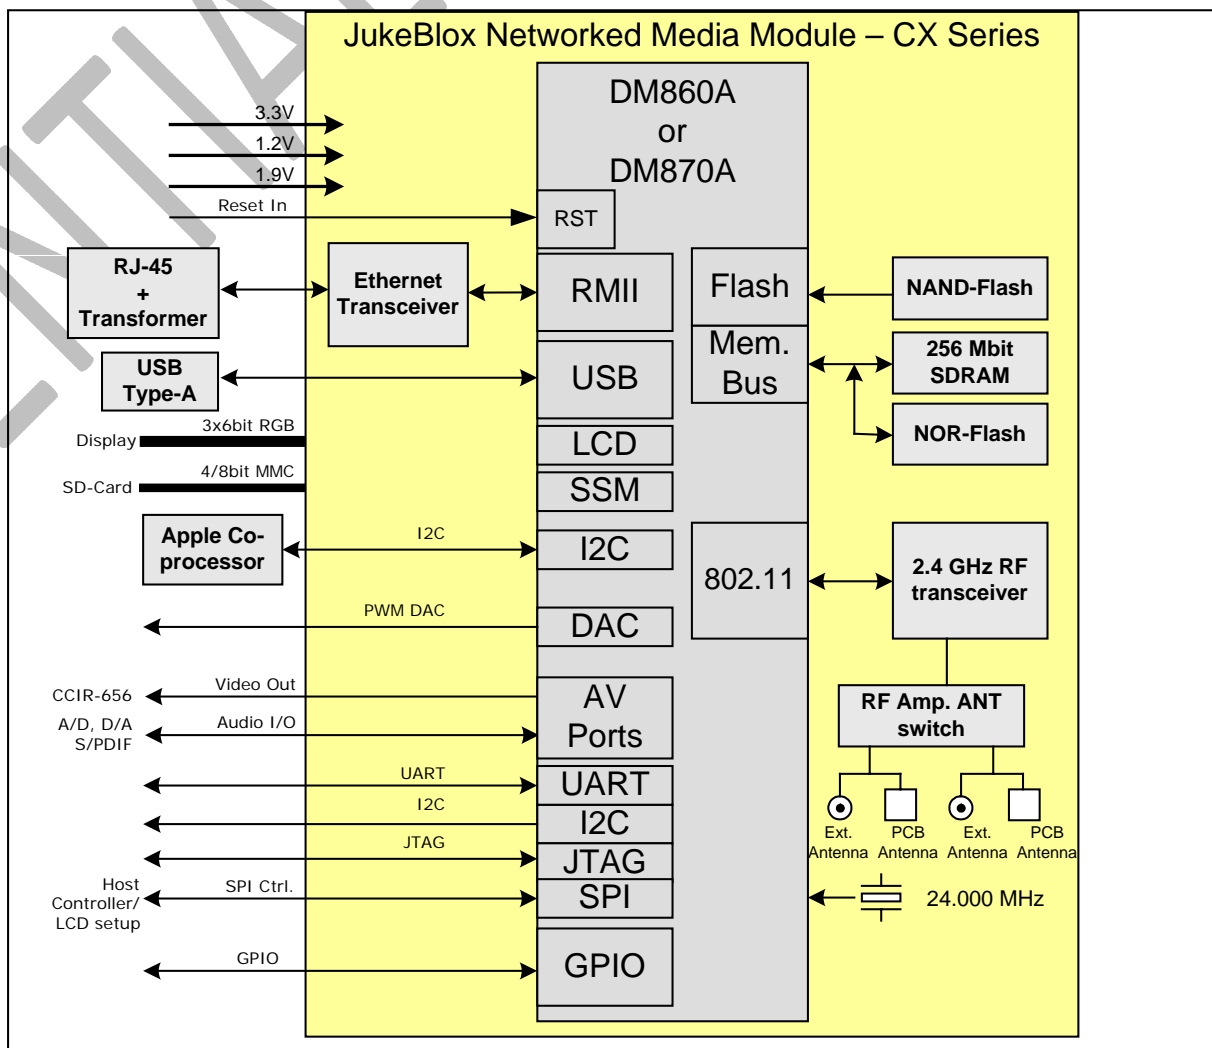 JukeBlox Networked Media Module – CX Series
DM860A
or
DM870A
3.3V
1.2V
1.9V
Reset In
RST
RJ-45
+
Transformer
Ethernet
Transceiver
RMII
Flash
NAND-Flash
USB
Type-A
USB
Mem.
Bus
256 Mbit
SDRAM
NOR-Flash
Display
3x6bit RGB
LCD
SD-Card
4/8bit MMC
SSM
Apple Co-
processor
I2C
I2C
802.11
2.4 GHz RF
transceiver
PWM DAC
DAC
CCIR-656
Video Out
A/D, D/A
S/PDIF
Audio I/O
AV
Ports
RF Amp. ANT
switch
UART
UART
I2C
I2C
JTAG
JTAG
Ext.
Antenna
PCB
Antenna
Ext.
Antenna
PCB
Antenna
Host
Controller/
LCD setup
SPI Ctrl.
SPI
24.000 MHz
GPIO
GPIO
ENTIAL